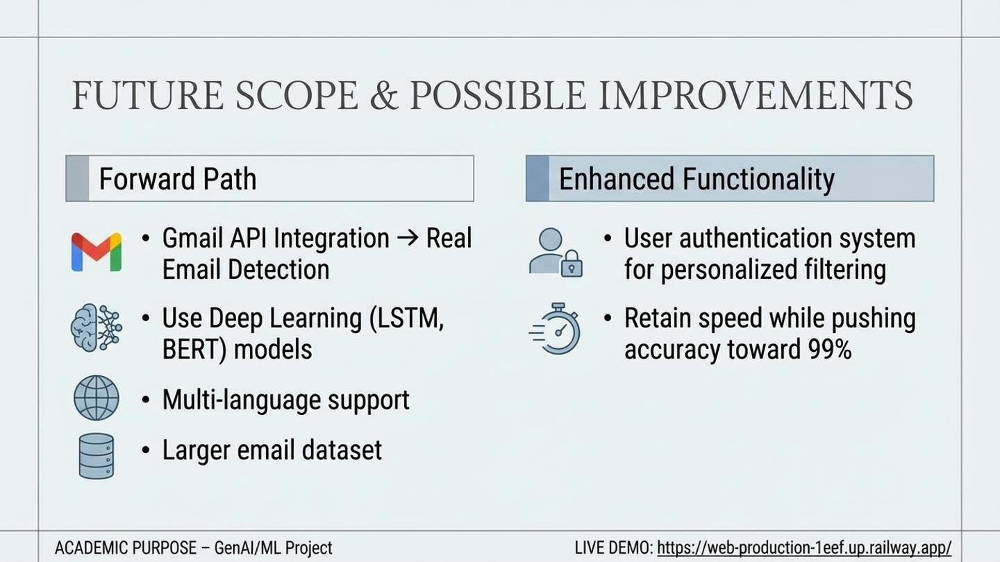 FUTURE SCOPE & POSSIBLE IMPROVEMENTS
Forward Path
• Gmail API Integration → Real
Email Detection
• Use Deep Learning (LSTM,
BERT) models
• Multi-language support
• Larger email dataset
Enhanced Functionality
• User authentication system
for personalized filtering
• Retain speed while pushing
accuracy toward 99%
ACADEMIC PURPOSE – GenAI/ML Project
LIVE DEMO: https://web-production-1eef.up.railway.app/